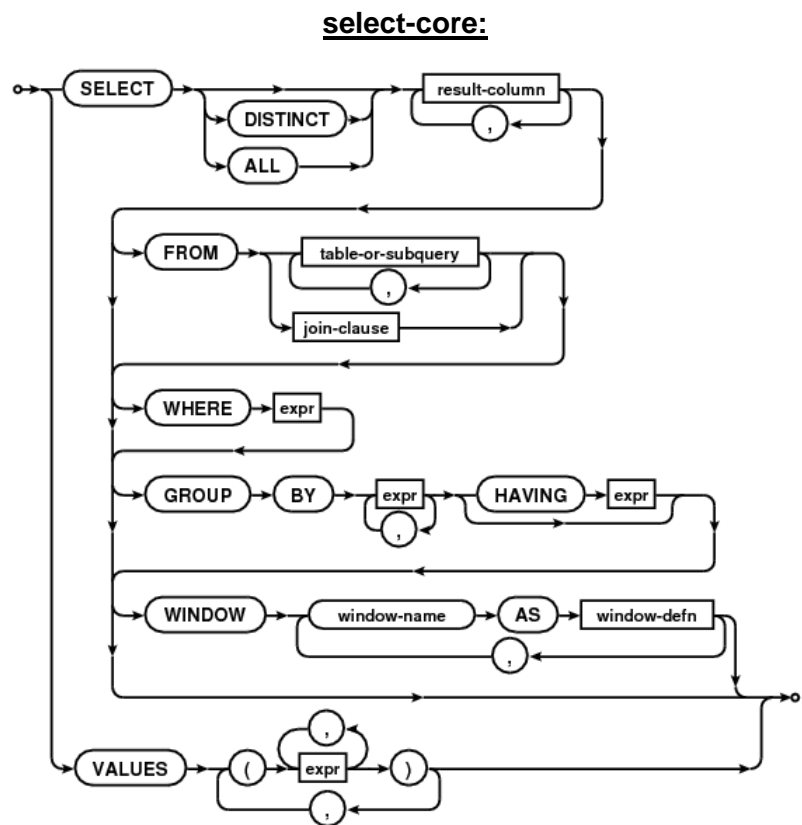 select-core:
SELECT result-column
DISTINCT ,
ALL
FROM table-or-subquery
,
join-clause
WHERE expr
GROUP BY expr HAVING expr
,
WINDOW window-name AS window-defn
,
,
VALUES ( expr )
,